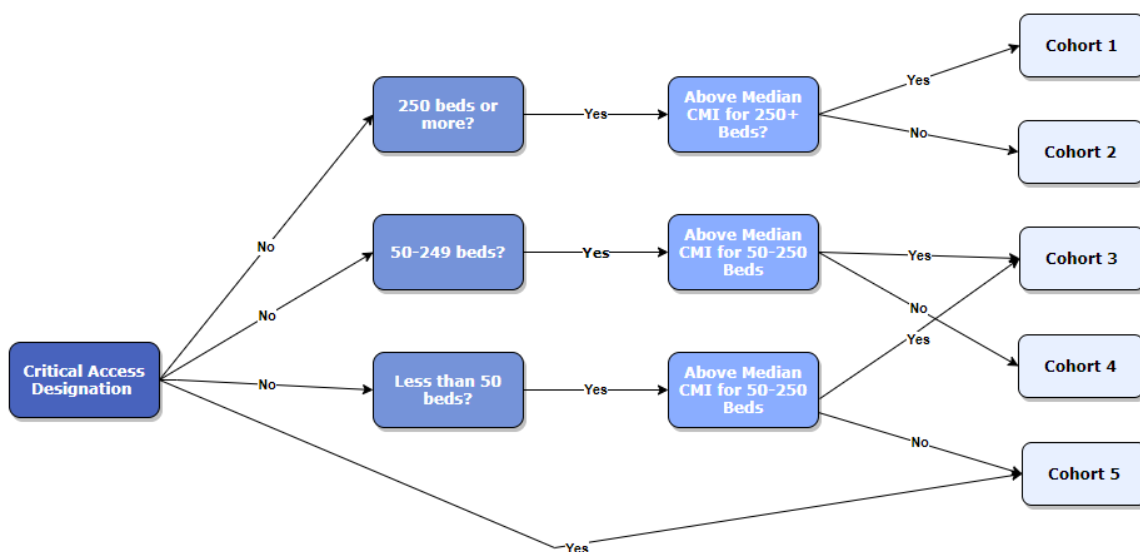 Cohort 1
250 beds or
more?
Yes
Above Median
CMI for 250+
Beds?
Yes
No
Cohort 2
No
50-249 beds?
Yes
Above Median
CMI for 50-250
Beds
Yes
Cohort 3
No
No
Yes
Critical Access
Designation
No
Less than 50
beds?
Yes
Above Median
CMI for 50-250
Beds
Cohort 4
No
Cohort 5
Yes